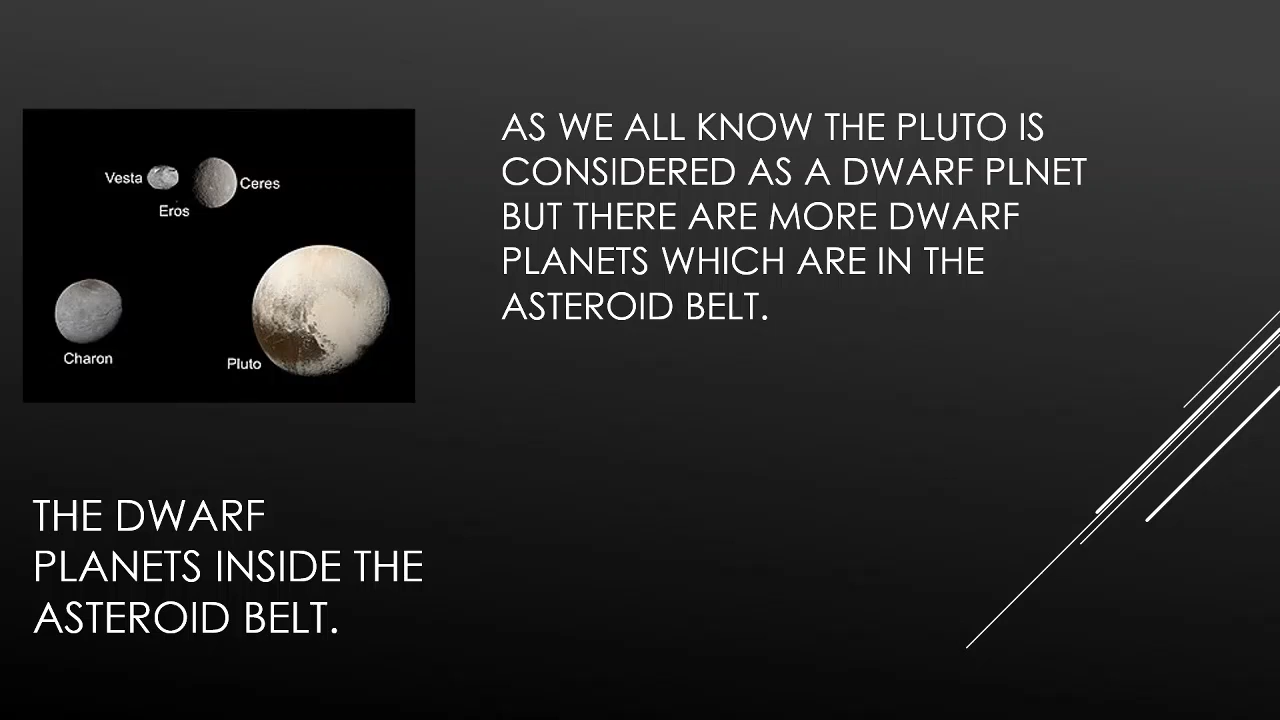 Vesta
Ceres
Eros
Charon
Pluto
AS WE ALL KNOW THE PLUTO IS
CONSIDERED AS A DWARF PLNET
BUT THERE ARE MORE DWARF
PLANETS WHICH ARE IN THE
ASTEROID BELT.
THE DWARF
PLANETS INSIDE THE
ASTEROID BELT.